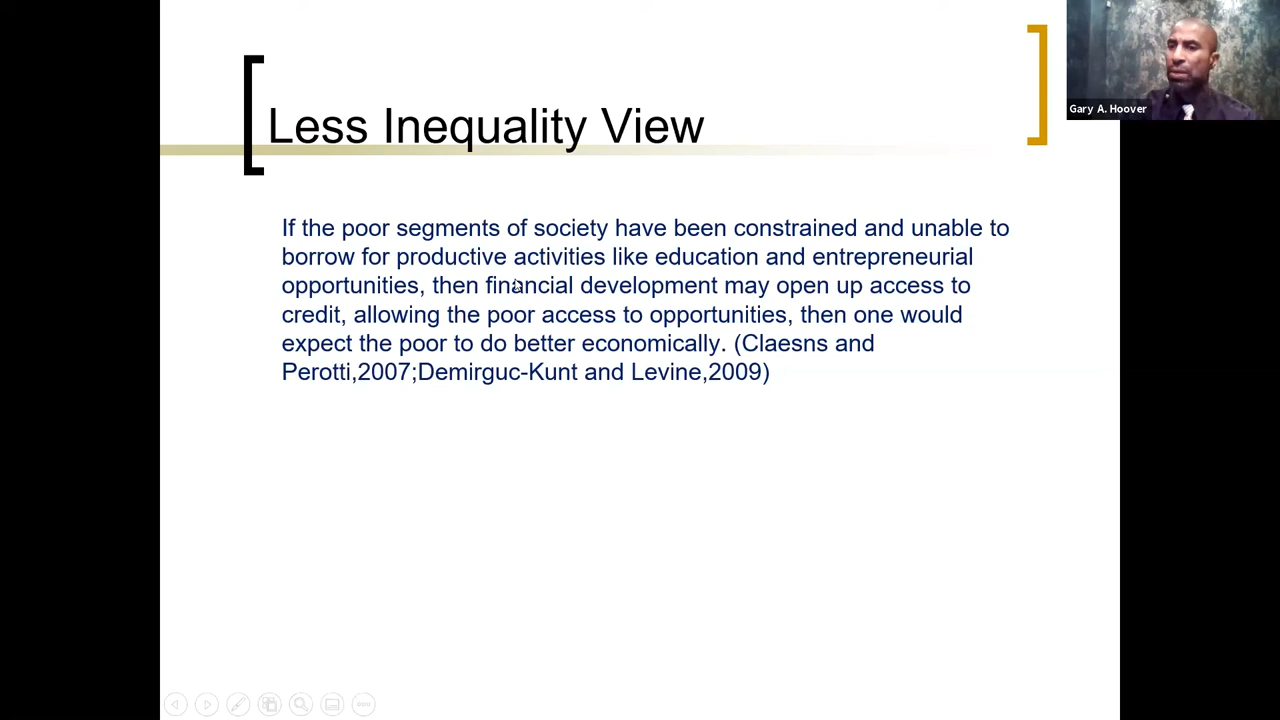 Less Inequality View
If the poor segments of society have been constrained and unable to
borrow for productive activities like education and entrepreneurial
opportunities, then financial development may open up access to
credit, allowing the poor access to opportunities, then one would
expect the poor to do better economically. (Claesns and
Perotti,2007;Demirguc-Kunt and Levine,2009)
Gary A. Hoover